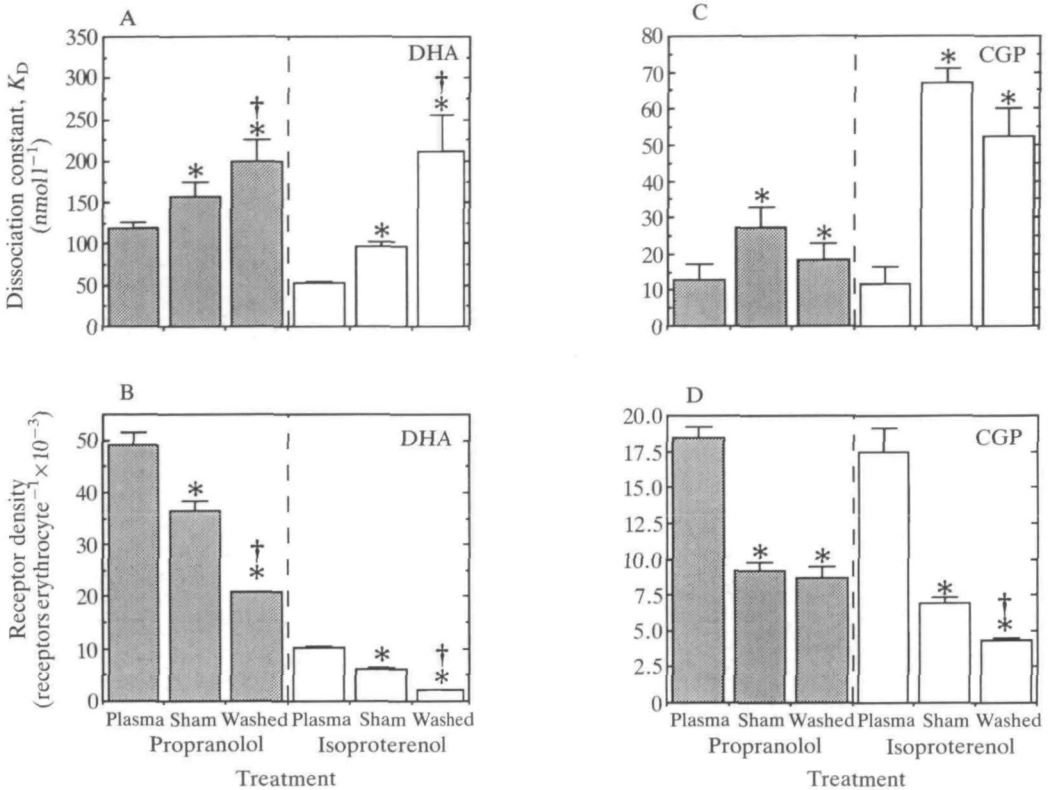 A
350
300
250
200
150
100
50
0
Dissociation constant, K_D
(nmol l⁻¹)
DHA
*
†
*
*
†
*
C
80
70
60
50
40
30
20
10
0
CGP
*
*
*
*
B
50
40
30
20
10
0
Receptor density
(receptors erythrocyte⁻¹×10⁻³)
DHA
*
†
*
*
†
*
Plasma Sham Washed Plasma Sham Washed
Propranolol Isoproterenol
Treatment
D
20.0
17.5
15.0
12.5
10.0
7.5
5.0
2.5
0
CGP
*
*
*
†
*
Plasma Sham Washed Plasma Sham Washed
Propranolol Isoproterenol
Treatment